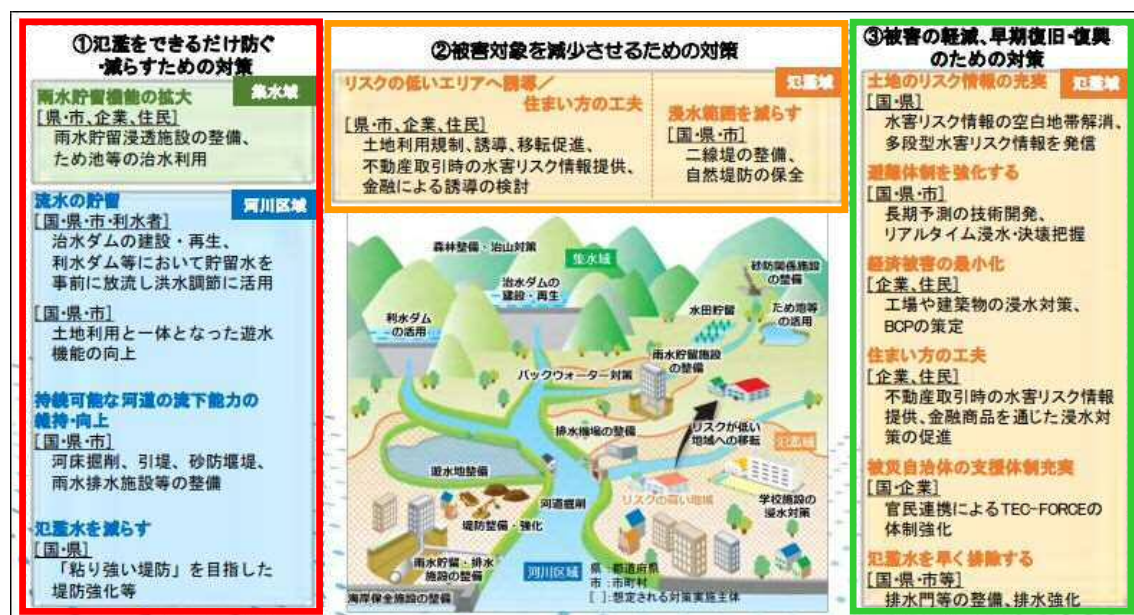 ①氾濫をできるだけ防ぐ
・減らすための対策
集水域
雨水貯留機能の拡大
[県・市、企業、住民]
雨水貯留浸透施設の整備、
ため池等の治水利用
流水の貯留
河川区域
[国・県・市・利水者]
治水ダムの建設・再生、
利水ダム等において貯留水を
事前に放流し洪水調節に活用
[国・県・市]
土地利用と一体となった遊水
機能の向上
持続可能な河道の流下能力の
維持・向上
[国・県・市]
河床掘削、引堤、砂防堰堤、
雨水排水施設等の整備
氾濫水を減らす
[国・県]
「粘り強い堤防」を目指した
堤防強化等
②被害対象を減少させるための対策
リスクの低いエリアへ誘導／
住まい方の工夫
[県・市、企業、住民]
土地利用規制、誘導、移転促進、
不動産取引時の水害リスク情報提供、
金融による誘導の検討
氾濫域
浸水範囲を減らす
[国・県・市]
二線堤の整備、
自然堤防の保全
森林整備・治山対策
集水域
治水ダムの
建設・再生
砂防関係施設
の整備
利水ダム
の活用
水田貯留
ため池等
の活用
雨水貯留施設
の整備
バックウォーター対策
排水機場の整備
リスクが低い
地域への移転
氾濫域
遊水地整備
リスクの高い地域
学校施設の
浸水対策
河道掘削
堤防整備・強化
雨水貯留・排水
施設の整備
河川区域
海岸保全施設の整備
県：都道府県
市：市町村
[ ]：想定される対策実施主体
③被害の軽減、早期復旧・復興
のための対策
土地のリスク情報の充実
氾濫域
[国・県]
水害リスク情報の空白地帯解消、
多段型水害リスク情報を発信
避難体制を強化する
[国・県・市]
長期予測の技術開発、
リアルタイム浸水・決壊把握
経済被害の最小化
[企業、住民]
工場や建築物の浸水対策、
BCPの策定
住まい方の工夫
[企業、住民]
不動産取引時の水害リスク情報
提供、金融商品を通じた浸水対
策の促進
被災自治体の支援体制充実
[国・企業]
官民連携によるTEC-FORCEの
体制強化
氾濫水を早く排除する
[国・県・市等]
排水門等の整備、排水強化